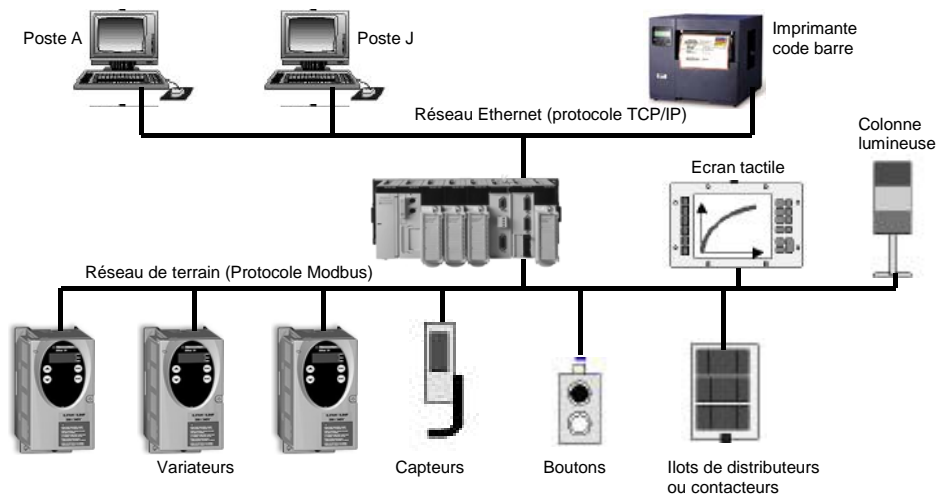 Poste A
Poste J
Imprimante
code barre
Réseau Ethernet (protocole TCP/IP)
Colonne
lumineuse
Ecran tactile
Réseau de terrain (Protocole Modbus)
Variateurs
Capteurs
Boutons
Ilots de distributeurs
ou contacteurs